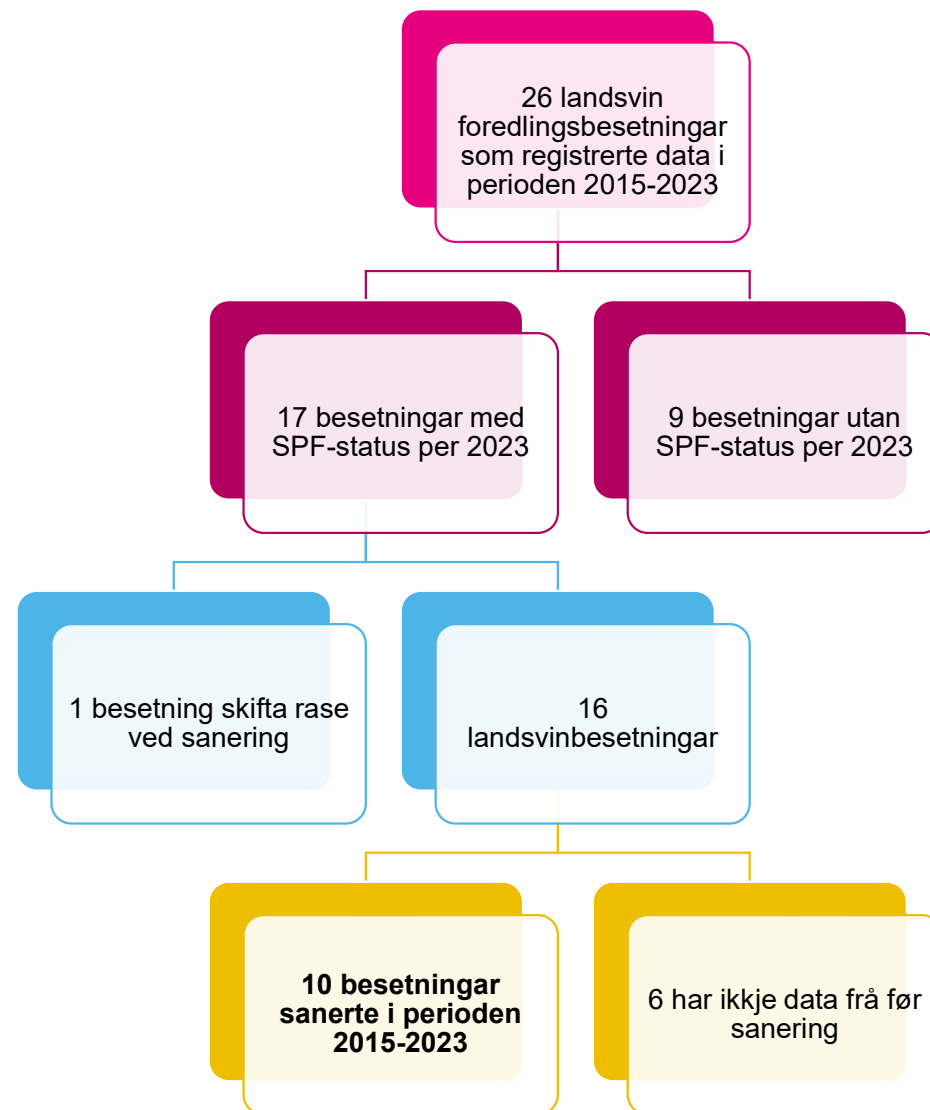 26 landsvin
foredlingsbesetningar
som registrerte data i
perioden 2015-2023
17 besetningar med
SPF-status per 2023
9 besetningar utan
SPF-status per 2023
1 besetning skifta rase
ved sanering
16
landsvinbesetningar
10 besetningar
sanerte i perioden
2015-2023
6 har ikkje data frå før
sanering